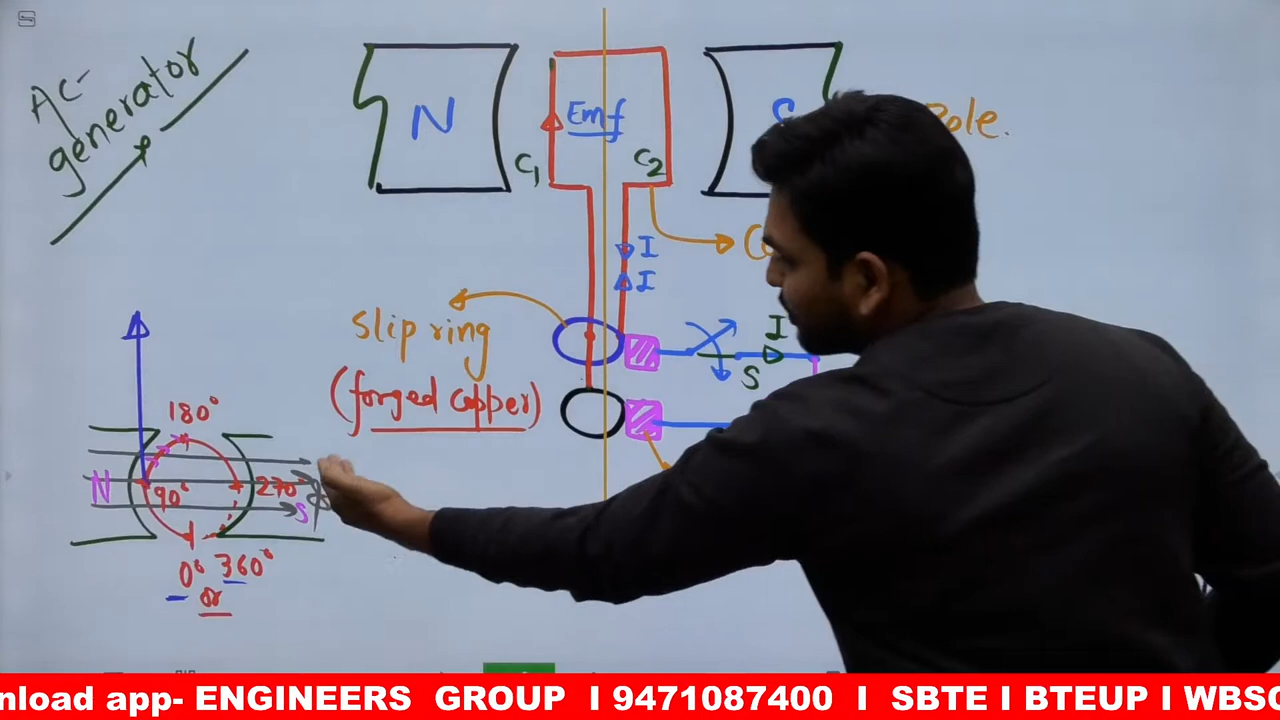 AC
generator
N
Emf
C1
C2
Pole.
I
I
Slip ring
(forged copper)
I
S
180°
N
90°
270°
S
0° 360°
or
nload app- ENGINEERS GROUP I 9471087400 I SBTE I BTEUP I WBSC